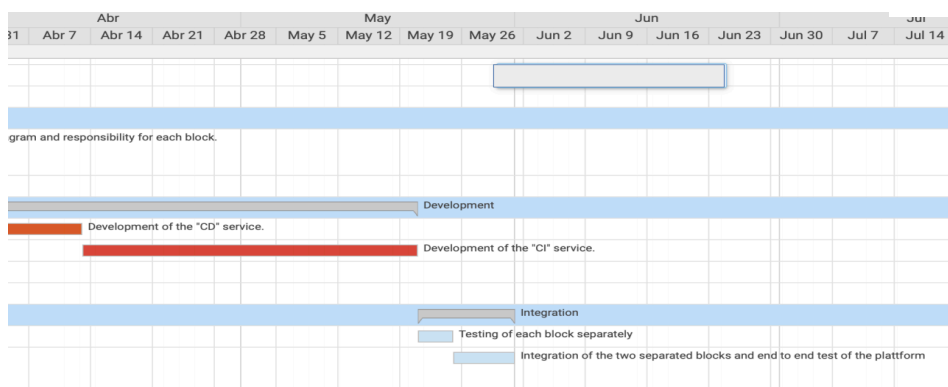 Abr May Jun Jul
31 Abr 7 Abr 14 Abr 21 Abr 28 May 5 May 12 May 19 May 26 Jun 2 Jun 9 Jun 16 Jun 23 Jun 30 Jul 7 Jul 14
gram and responsibility for each block.
Development
Development of the "CD" service.
Development of the "CI" service.
Integration
Testing of each block separately
Integration of the two separated blocks and end to end test of the plattform